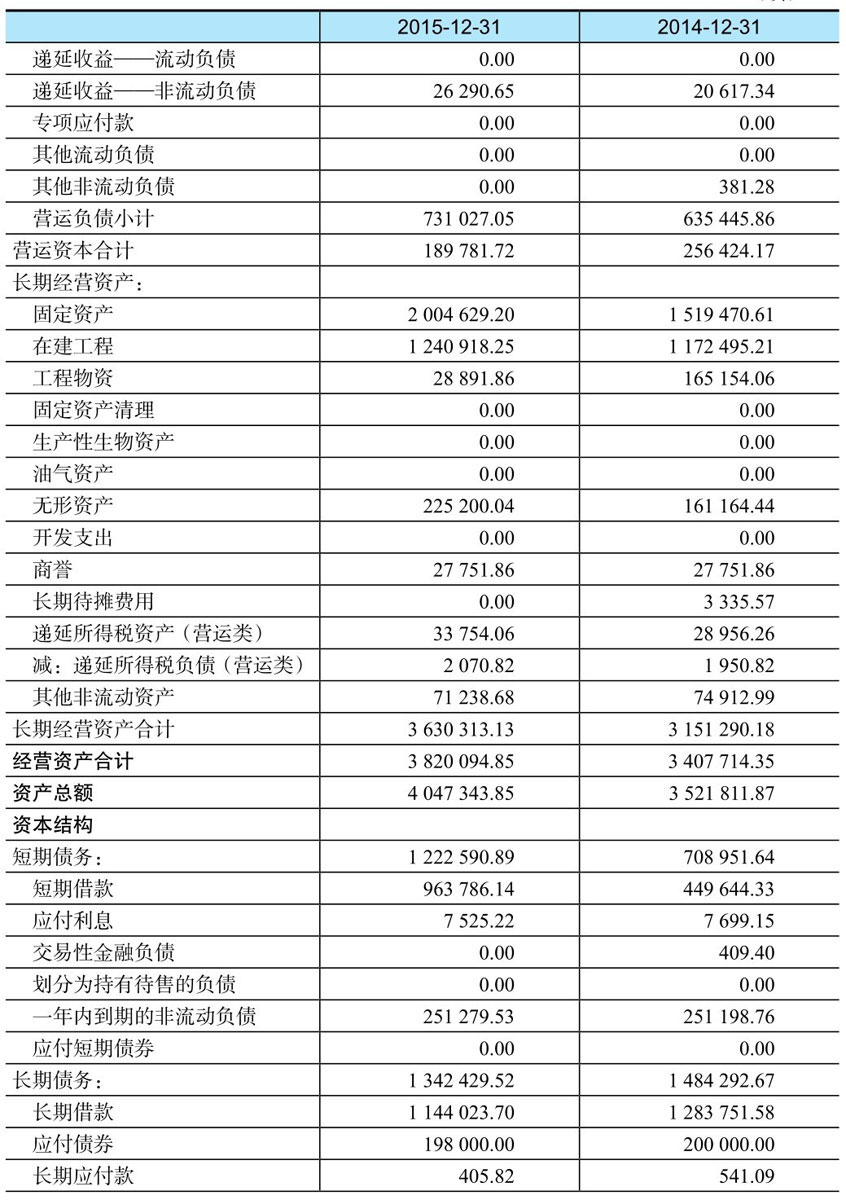 2015-12-31 2014-12-31
递延收益——流动负债 0.00 0.00
递延收益——非流动负债 26 290.65 20 617.34
专项应付款 0.00 0.00
其他流动负债 0.00 0.00
其他非流动负债 0.00 381.28
营运负债小计 731 027.05 635 445.86
营运资本合计 189 781.72 256 424.17
长期经营资产：
固定资产 2 004 629.20 1 519 470.61
在建工程 1 240 918.25 1 172 495.21
工程物资 28 891.86 165 154.06
固定资产清理 0.00 0.00
生产性生物资产 0.00 0.00
油气资产 0.00 0.00
无形资产 225 200.04 161 164.44
开发支出 0.00 0.00
商誉 27 751.86 27 751.86
长期待摊费用 0.00 3 335.57
递延所得税资产（营运类） 33 754.06 28 956.26
减：递延所得税负债（营运类） 2 070.82 1 950.82
其他非流动资产 71 238.68 74 912.99
长期经营资产合计 3 630 313.13 3 151 290.18
经营资产合计 3 820 094.85 3 407 714.35
资产总额 4 047 343.85 3 521 811.87
资本结构
短期债务： 1 222 590.89 708 951.64
短期借款 963 786.14 449 644.33
应付利息 7 525.22 7 699.15
交易性金融负债 0.00 409.40
划分为持有待售的负债 0.00 0.00
一年内到期的非流动负债 251 279.53 251 198.76
应付短期债券 0.00 0.00
长期债务： 1 342 429.52 1 484 292.67
长期借款 1 144 023.70 1 283 751.58
应付债券 198 000.00 200 000.00
长期应付款 405.82 541.09